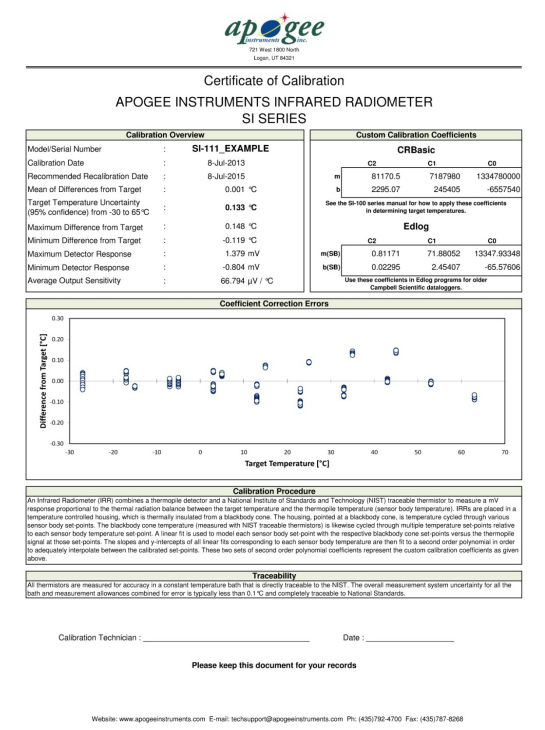 apogee
instruments inc.
721 West 1800 North
Logan, UT 84321
Certificate of Calibration
APOGEE INSTRUMENTS INFRARED RADIOMETER
SI SERIES
Calibration Overview
Model/Serial Number : SI-111_EXAMPLE
Calibration Date : 8-Jul-2013
Recommended Recalibration Date : 8-Jul-2015
Mean of Differences from Target : 0.001 °C
Target Temperature Uncertainty
(95% confidence) from -30 to 65°C : 0.133 °C
Maximum Difference from Target : 0.148 °C
Minimum Difference from Target : -0.119 °C
Maximum Detector Response : 1.379 mV
Minimum Detector Response : -0.804 mV
Average Output Sensitivity : 66.794 µV / °C
Custom Calibration Coefficients
CRBasic
C2 C1 C0
m 81170.5 7187980 1334780000
b 2295.07 245405 -6557540
See the SI-100 series manual for how to apply these coefficients
in determining target temperatures.
Edlog
C2 C1 C0
m(SB) 0.81171 71.88052 13347.93348
b(SB) 0.02295 2.45407 -65.57606
Use these coefficients in Edlog programs for older
Campbell Scientific dataloggers.
Coefficient Correction Errors
Difference from Target [°C]
0.30
0.20
0.10
0.00
-0.10
-0.20
-0.30
-30 -20 -10 0 10 20 30 40 50 60 70
Target Temperature [°C]
Calibration Procedure
An Infrared Radiometer (IRR) combines a thermopile detector and a National Institute of Standards and Technology (NIST) traceable thermistor to measure a mV
response proportional to the thermal radiation balance between the target temperature and the thermopile temperature (sensor body temperature). IRRs are placed in a
temperature controlled housing, which is thermally insulated from a blackbody cone. The housing, pointed at a blackbody cone, is temperature cycled through various
sensor body set-points. The blackbody cone temperature (measured with NIST traceable thermistors) is likewise cycled through multiple temperature set-points relative
to each sensor body temperature set-point. A linear fit is used to model each sensor body set-point with the respective blackbody cone set-points versus the thermopile
signal at those set-points. The slopes and y-intercepts of all linear fits corresponding to each sensor body temperature are then fit to a second order polynomial in order
to adequately interpolate between the calibrated set-points. These two sets of second order polynomial coefficients represent the custom calibration coefficients as given
above.
Traceability
All thermistors are measured for accuracy in a constant temperature bath that is directly traceable to the NIST. The overall measurement system uncertainty for all the
bath and measurement allowances combined for error is typically less than 0.1°C and completely traceable to National Standards.
Calibration Technician : Date :
Please keep this document for your records
Website: www.apogeeinstruments.com E-mail: techsupport@apogeeinstruments.com Ph: (435)792-4700 Fax: (435)787-8268